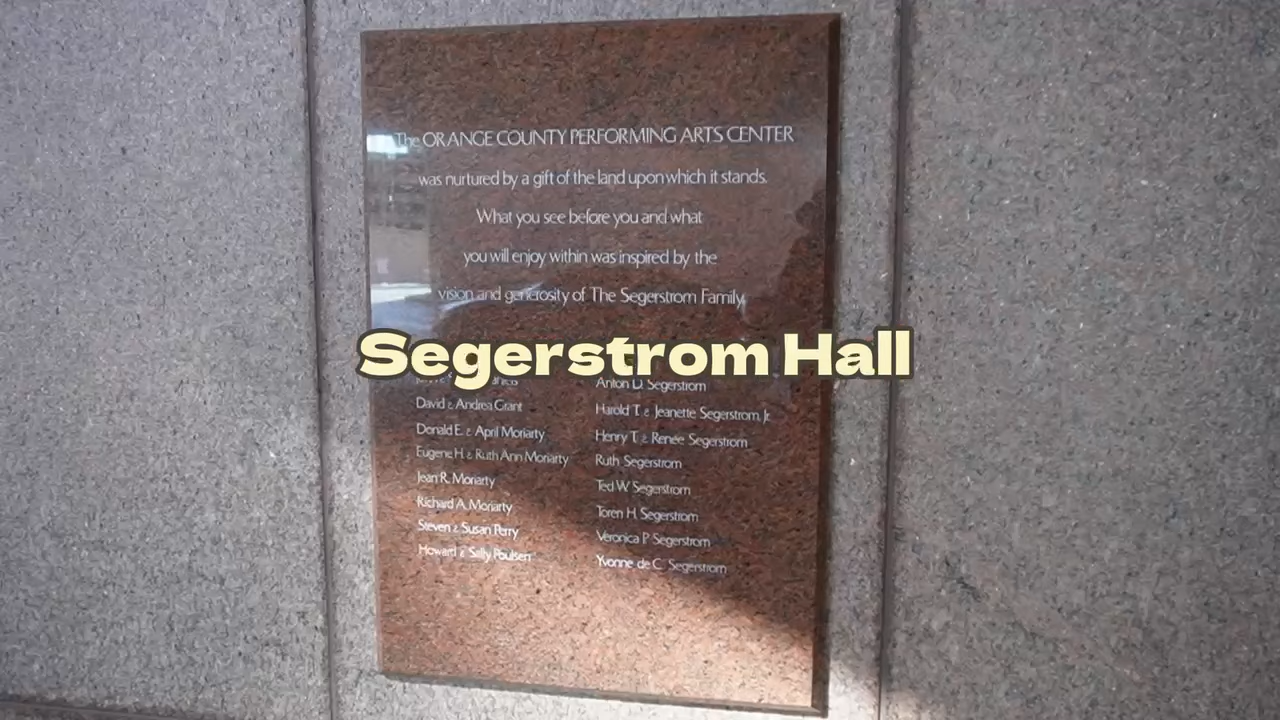 The ORANGE COUNTY PERFORMING ARTS CENTER
was nurtured by a gift of the land upon which it stands.
What you see before you and what
you will enjoy within was inspired by the
vision and generosity of The Segerstrom Family.
Segerstrom Hall
Anton D. Segerstrom
David & Andrea Grant
Harold T. & Jeanette Segerstrom, Jr.
Donald E. & April Moriarty
Henry T. & Renée Segerstrom
Eugene H. & Ruth Ann Moriarty
Ruth Segerstrom
Jean R. Moriarty
Ted W. Segerstrom
Richard A. Moriarty
Toren H. Segerstrom
Steven & Susan Perry
Veronica P. Segerstrom
Howard & Sally Poulsen
Yvonne de C. Segerstrom